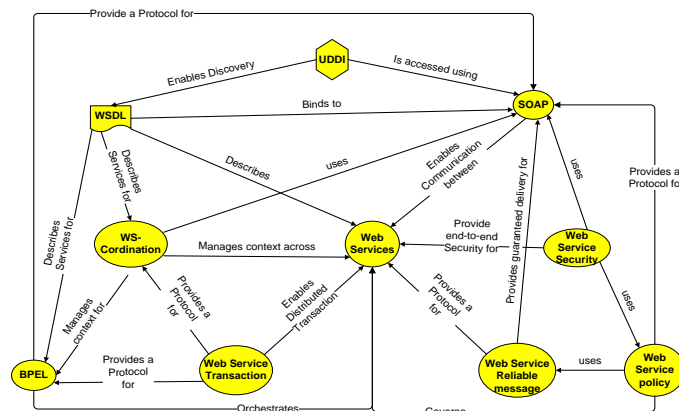 Provide a Protocol for
UDDI
Enables Discovery
Is accessed using
WSDL
Binds to
SOAP
Describes
Services for
Describes
uses
Enables
Communication
between
Provides guaranteed delivery for
uses
Provides a
Protocol for
Describes
Services for
WS-
Cordination
Manages context across
Web
Services
Provide
end-to-end
Security for
Web
Service
Security
Manages
context for
Provides a
Protocol
for
Enables
Distributed
Transaction
Provides a
Protocol
for
uses
BPEL
Provides a Protocol
for
Web Service
Transaction
Web Service
Reliable
message
uses
Web
Service
policy
Orchestrates
Governs